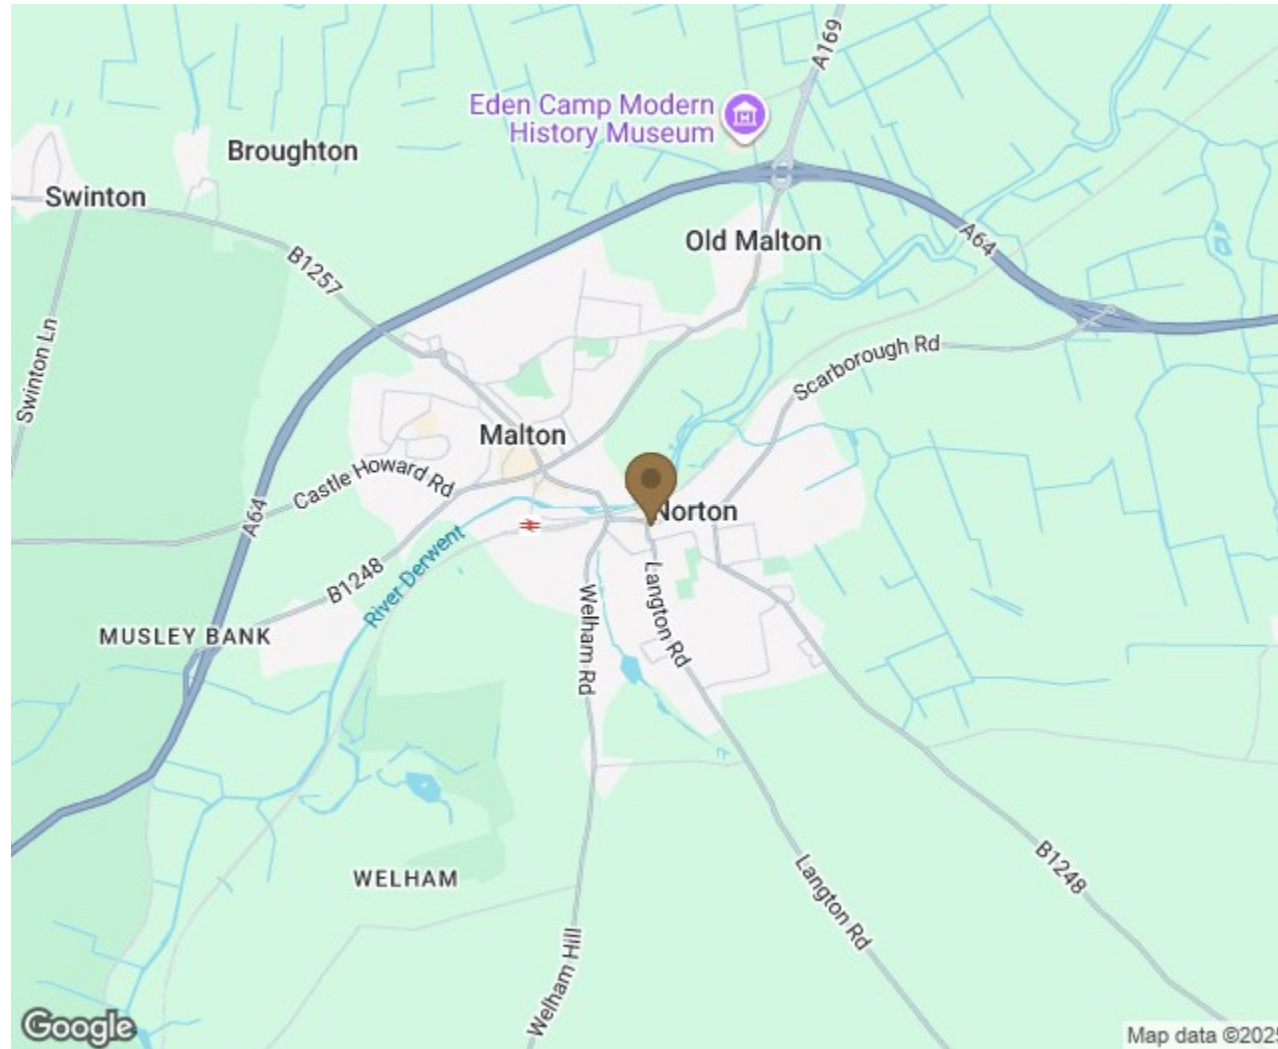 A169
Eden Camp Modern
History Museum
Broughton
Swinton
Old Malton
A64
B1257
Swinton Ln
Scarborough Rd
Malton
Castle Howard Rd
A64
Norton
B1248
River Derwent
Langton Rd
Welham Rd
MUSLEY BANK
WELHAM
Langton Rd
B1248
Welham Hill
Google
Map data ©2025